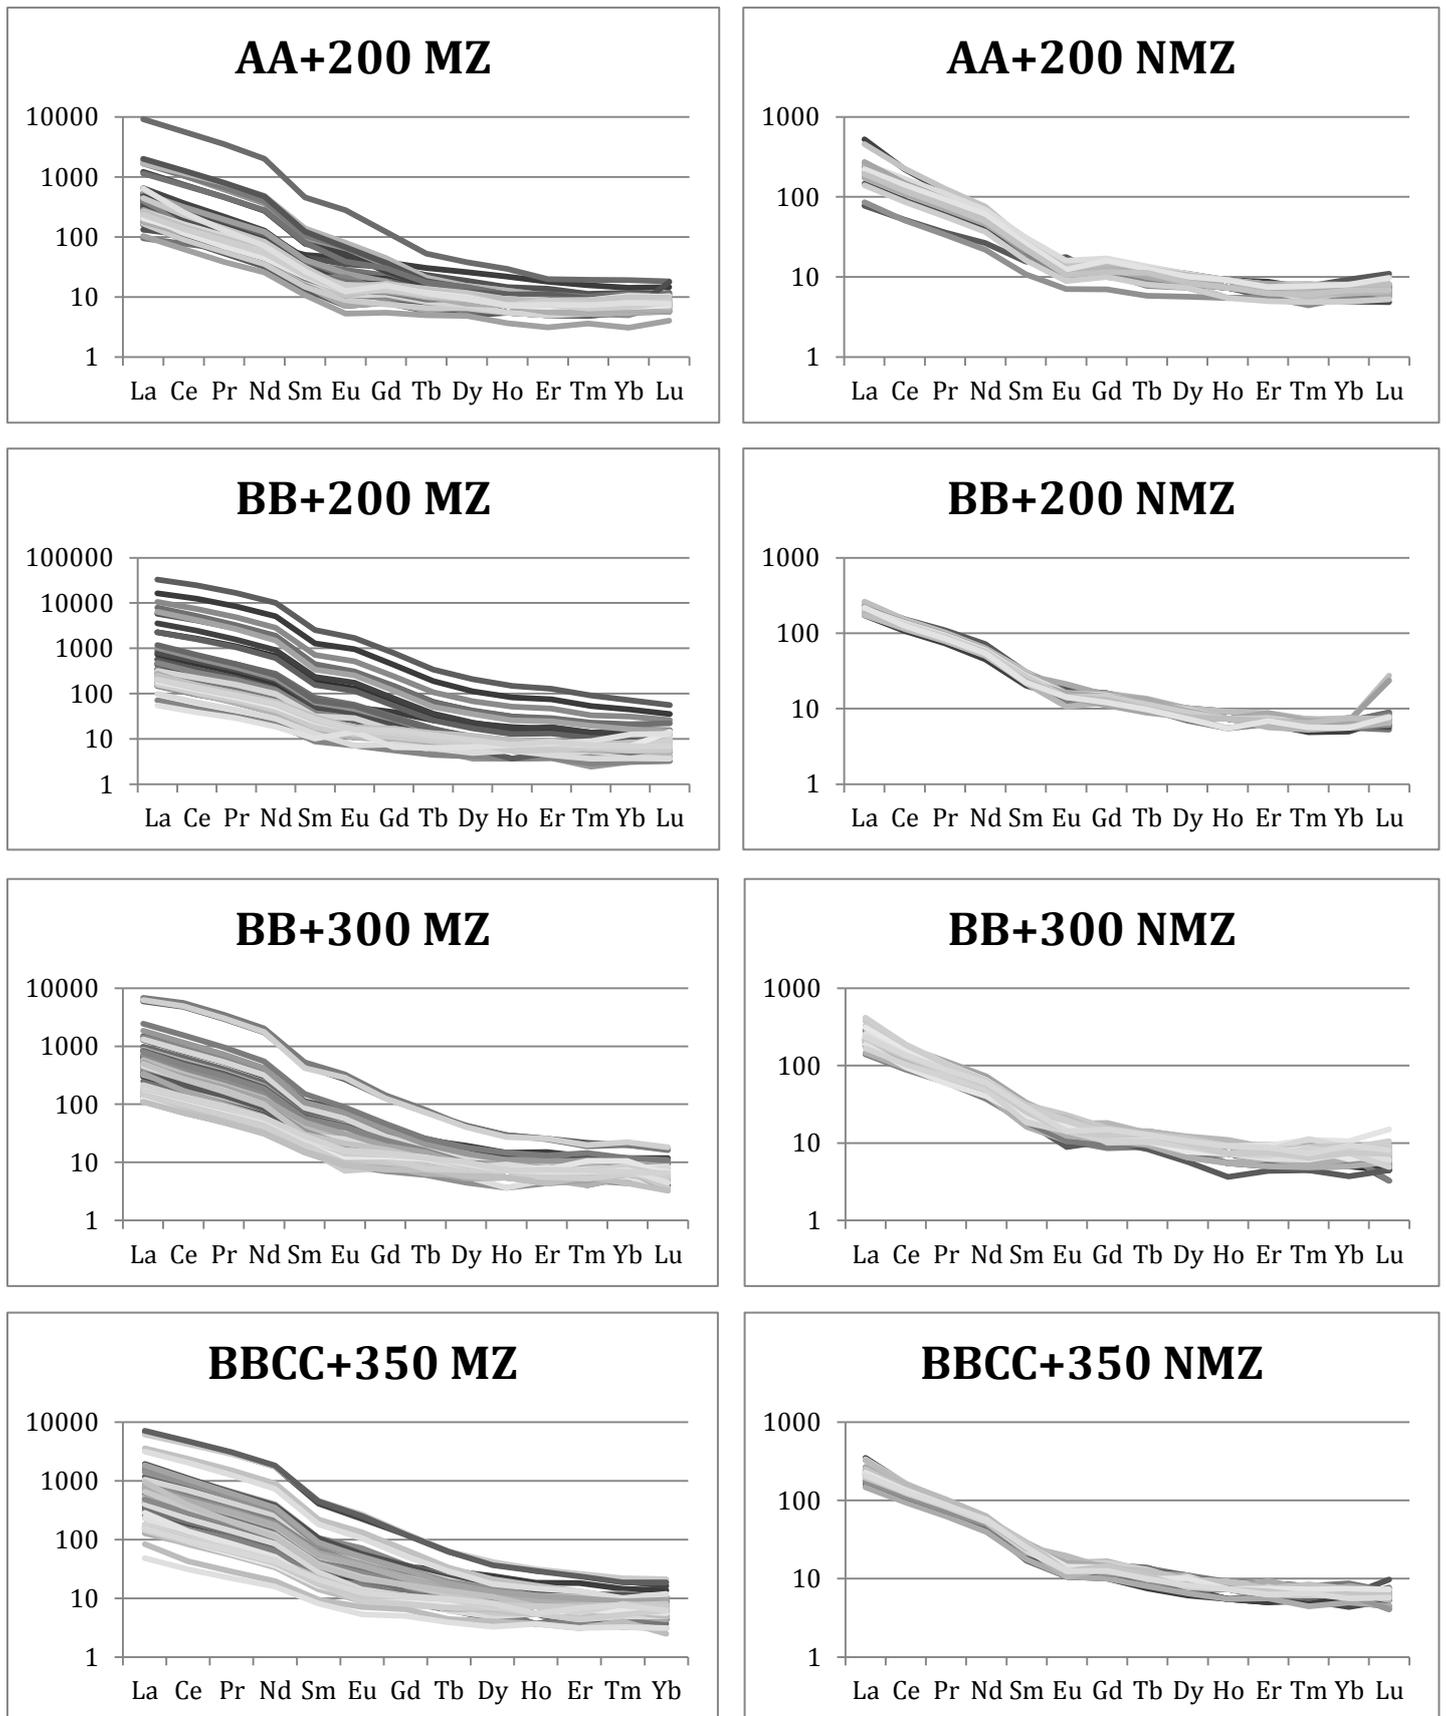 AA+200 MZ
10000
1000
100
10
1
La Ce Pr Nd Sm Eu Gd Tb Dy Ho Er Tm Yb Lu
AA+200 NMZ
1000
100
10
1
La Ce Pr Nd Sm Eu Gd Tb Dy Ho Er Tm Yb Lu
BB+200 MZ
100000
10000
1000
100
10
1
La Ce Pr Nd Sm Eu Gd Tb Dy Ho Er Tm Yb Lu
BB+200 NMZ
1000
100
10
1
La Ce Pr Nd Sm Eu Gd Tb Dy Ho Er Tm Yb Lu
BB+300 MZ
10000
1000
100
10
1
La Ce Pr Nd Sm Eu Gd Tb Dy Ho Er Tm Yb Lu
BB+300 NMZ
1000
100
10
1
La Ce Pr Nd Sm Eu Gd Tb Dy Ho Er Tm Yb Lu
BBCC+350 MZ
10000
1000
100
10
1
La Ce Pr Nd Sm Eu Gd Tb Dy Ho Er Tm Yb
BBCC+350 NMZ
1000
100
10
1
La Ce Pr Nd Sm Eu Gd Tb Dy Ho Er Tm Yb Lu